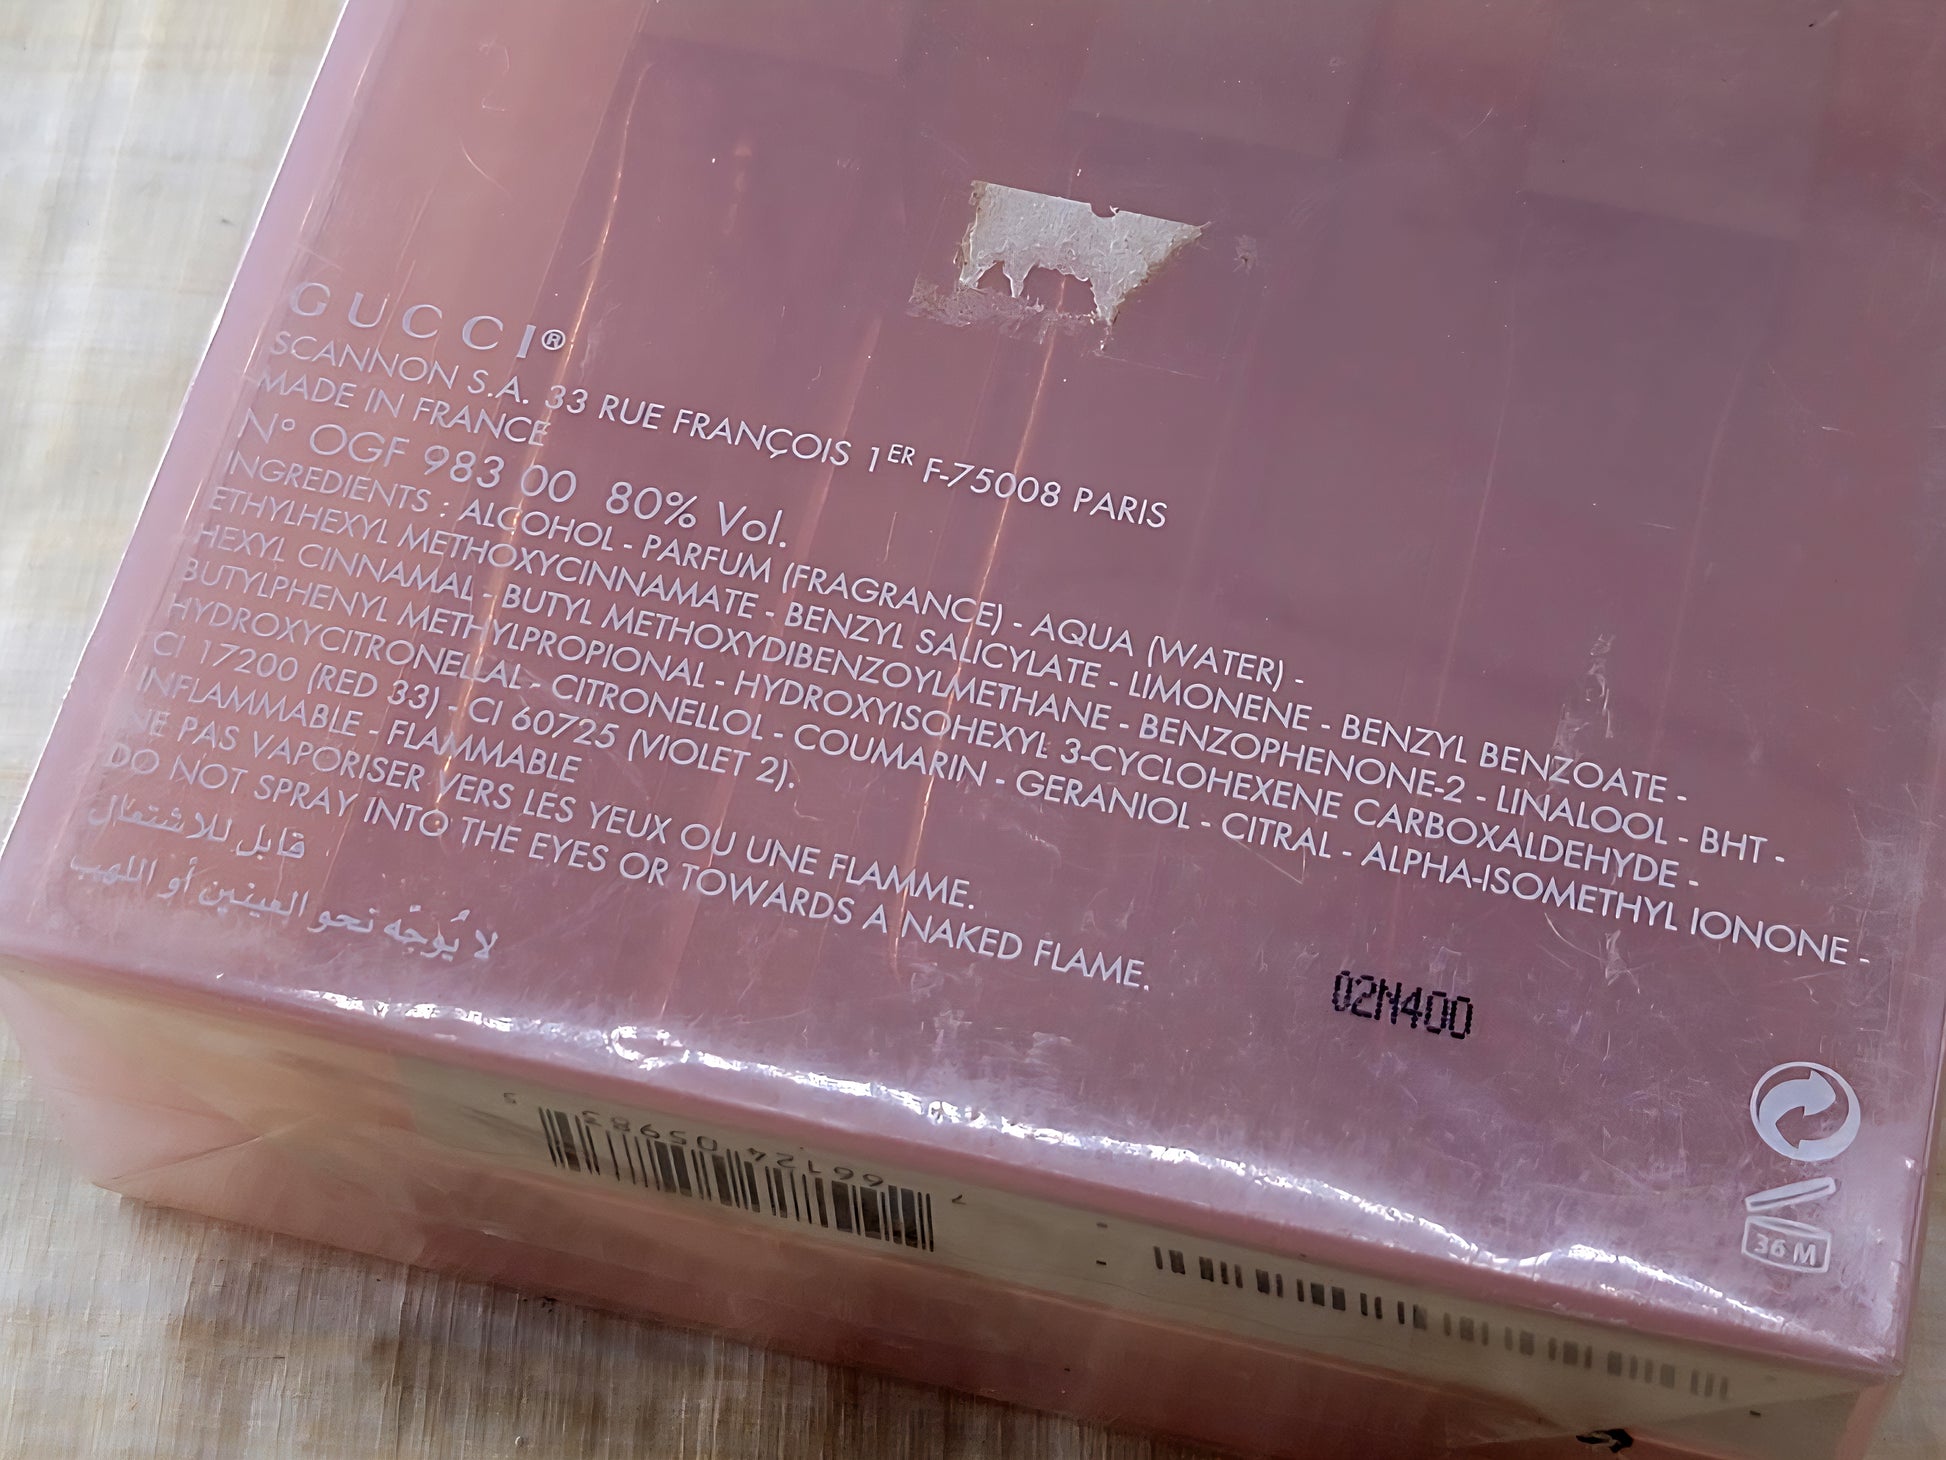 GUCCI®
SCANNON S.A. 33 RUE FRANÇOIS 1ER F-75008 PARIS
MADE IN FRANCE
N° OGF 983 00 80% Vol.
INGREDIENTS : ALCOHOL - PARFUM (FRAGRANCE) - AQUA (WATER) -
ETHYLHEXYL METHOXYCINNAMATE - BENZYL SALICYLATE - LIMONENE - BENZYL BENZOATE -
HEXYL CINNAMAL - BUTYL METHOXYDIBENZOYLMETHANE - BENZOPHENONE-2 - LINALOOL - BHT -
BUTYLPHENYL METHYLPROPIONAL - HYDROXYISOHEXYL 3-CYCLOHEXENE CARBOXALDEHYDE -
HYDROXYCITRONELLAL - CITRONELLOL - COUMARIN - GERANIOL - CITRAL - ALPHA-ISOMETHYL IONONE -
CI 17200 (RED 33) - CI 60725 (VIOLET 2).
INFLAMMABLE - FLAMMABLE
NE PAS VAPORISER VERS LES YEUX OU UNE FLAMME.
DO NOT SPRAY INTO THE EYES OR TOWARDS A NAKED FLAME.
قابل للاشتعال
لا يُوجّه نحو العينين أو اللهب
02N400
36 M
7 66124 05983 5